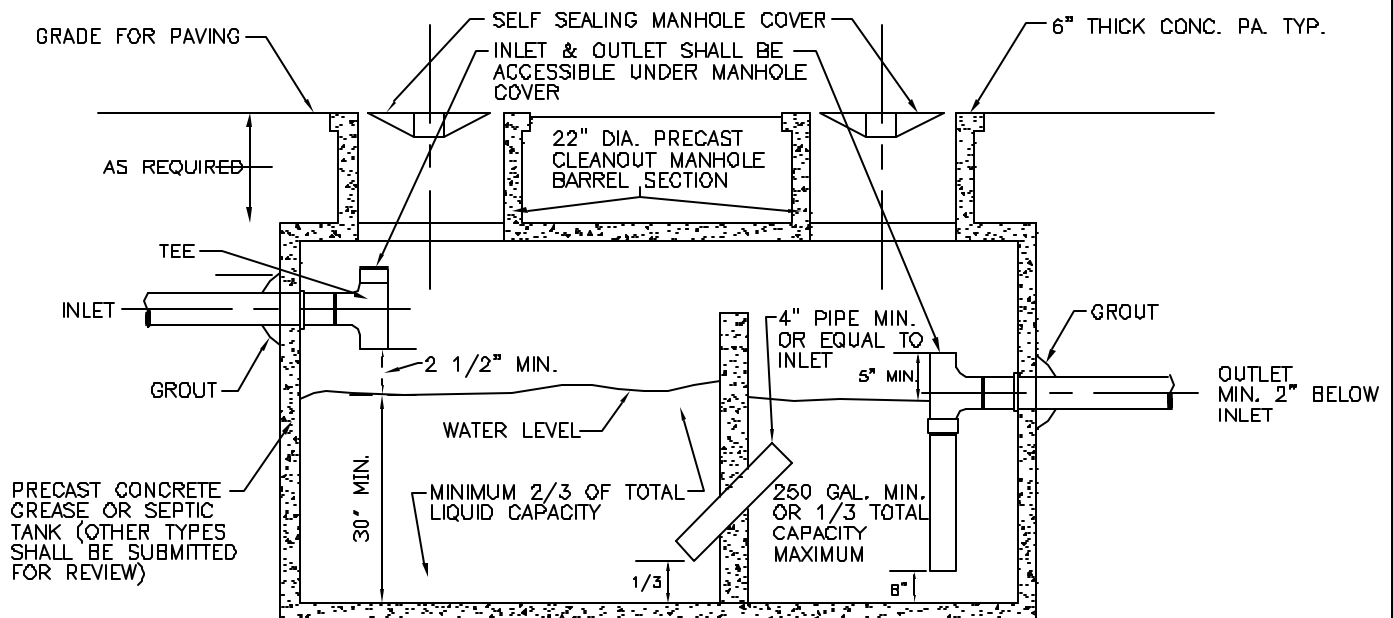 SELF SEALING MANHOLE COVER
6" THICK CONC. PA. TYP.
GRADE FOR PAVING
INLET & OUTLET SHALL BE
ACCESSIBLE UNDER MANHOLE
COVER
22" DIA. PRECAST
CLEANOUT MANHOLE
BARREL SECTION
AS REQUIRED
TEE
INLET
GROUT
4" PIPE MIN.
OR EQUAL TO
INLET
GROUT
2 1/2" MIN.
5" MIN.
OUTLET
MIN. 2" BELOW
INLET
WATER LEVEL
30" MIN.
PRECAST CONCRETE
GREASE OR SEPTIC
TANK (OTHER TYPES
SHALL BE SUBMITTED
FOR REVIEW)
MINIMUM 2/3 OF TOTAL
LIQUID CAPACITY
250 GAL. MIN.
OR 1/3 TOTAL
CAPACITY
MAXIMUM
1/3
8"